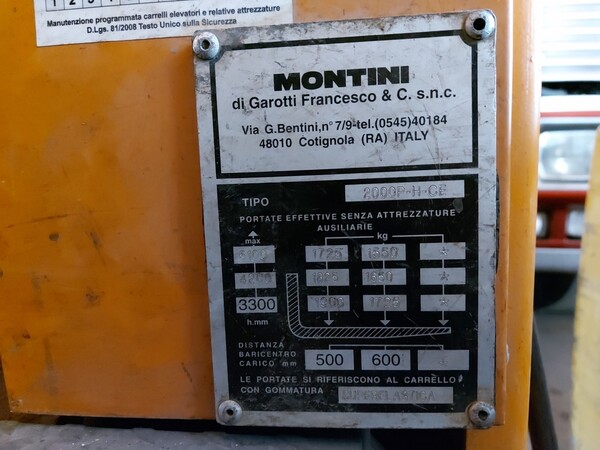 Manutenzione programmata carrelli elevatori e relative attrezzature
D.Lgs. 81/2008 Testo Unico sulla Sicurezza
MONTINI
di Garotti Francesco & C. s.n.c.
Via G.Bentini,n° 7/9-tel.(0545)40184
48010 Cotignola (RA) ITALY
TIPO 2000P-H-CE
PORTATE EFFETTIVE SENZA ATTREZZATURE
AUSILIARIE
max kg
1725 *
4200 *
3300 1725 *
h.mm
DISTANZA
BARICENTRO
CARICO mm 500 600
LE PORTATE SI RIFERISCONO AL CARRELLO
CON GOMMATURA SUPERELASTICA